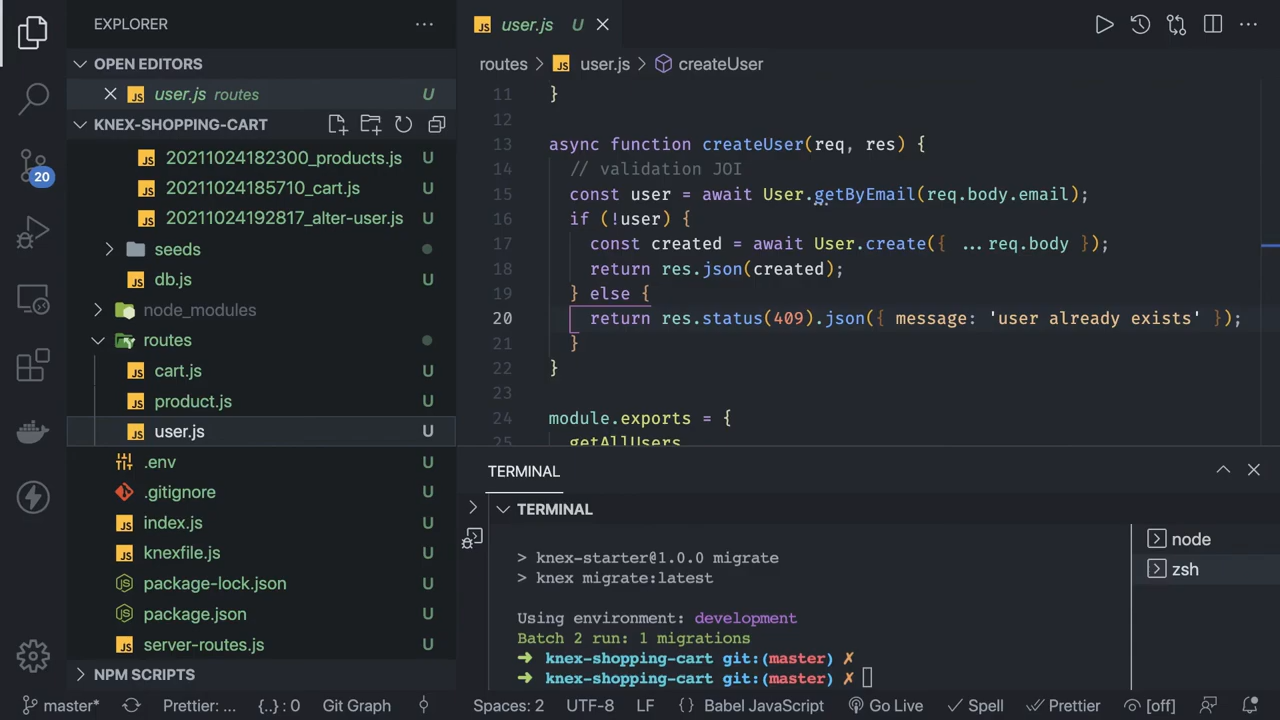 EXPLORER
OPEN EDITORS
user.js routes U
KNEX-SHOPPING-CART
20211024182300_products.js U
20211024185710_cart.js U
20211024192817_alter-user.js U
seeds
db.js U
node_modules
routes
cart.js U
product.js U
user.js U
.env U
.gitignore U
index.js U
knexfile.js U
package-lock.json U
package.json U
server-routes.js U
NPM SCRIPTS
20
user.js U
routes > user.js > createUser
11 }
12
13 async function createUser(req, res) {
14 // validation JOI
15 const user = await User.getByEmail(req.body.email);
16 if (!user) {
17 const created = await User.create({ ...req.body });
18 return res.json(created);
19 } else {
20 return res.status(409).json({ message: 'user already exists' });
21 }
22 }
23
24 module.exports = {
25 getAllUsers
TERMINAL
TERMINAL
> knex-starter@1.0.0 migrate
> knex migrate:latest
Using environment: development
Batch 2 run: 1 migrations
➜ knex-shopping-cart git:(master) ✗
➜ knex-shopping-cart git:(master) ✗
node
zsh
master* Prettier: ... {..} : 0 Git Graph Spaces: 2 UTF-8 LF {} Babel JavaScript Go Live ✓ Spell ✓ Prettier [off]